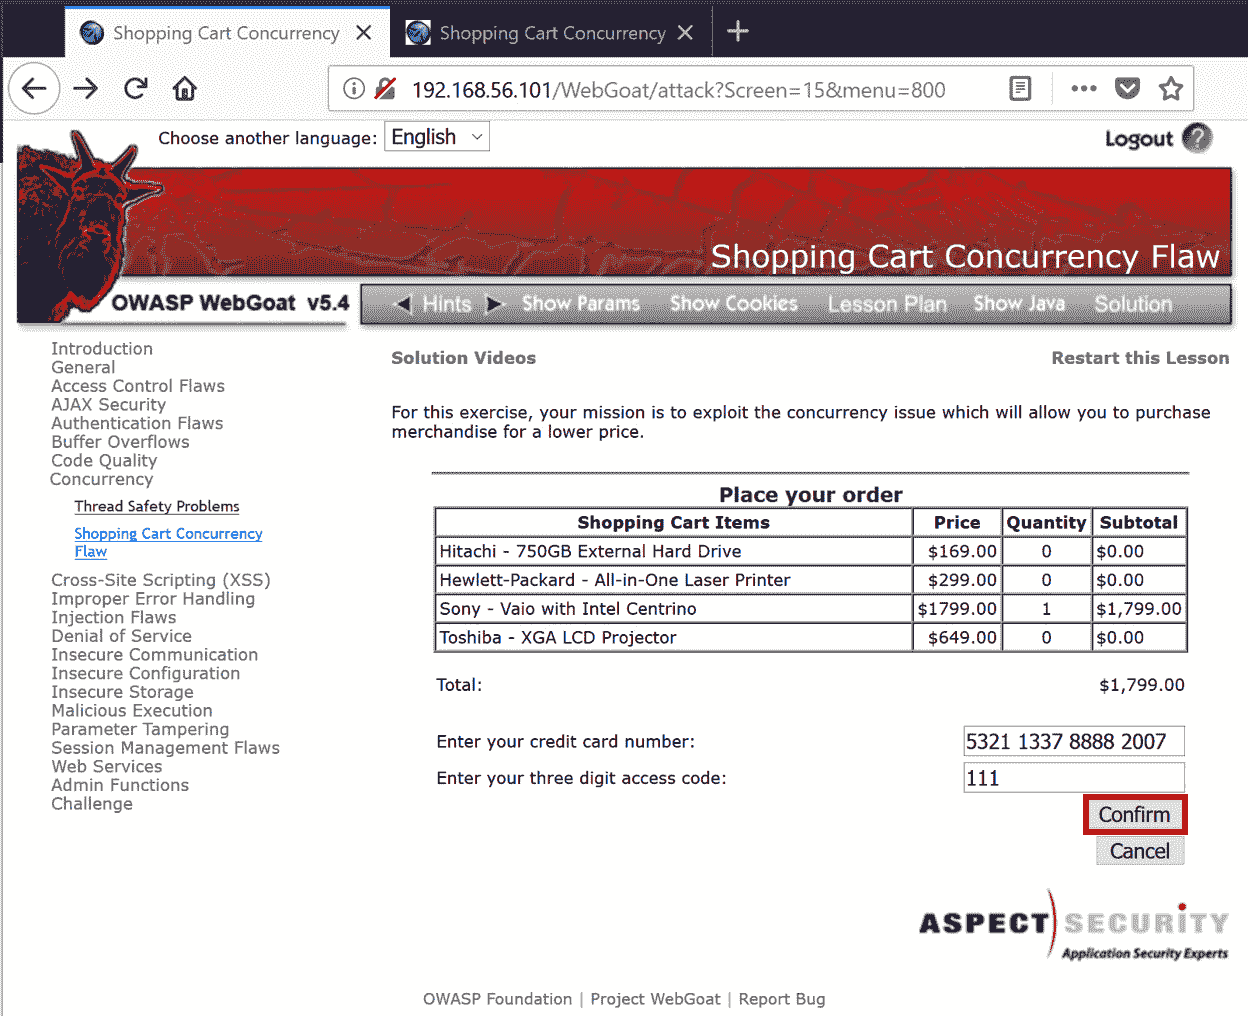 Shopping Cart Concurrency
Shopping Cart Concurrency
192.168.56.101/WebGoat/attack?Screen=15&menu=800
Choose another language: English
Logout ?
Shopping Cart Concurrency Flaw
OWASP WebGoat v5.4
Hints Show Params Show Cookies Lesson Plan Show Java Solution
Introduction
General
Access Control Flaws
AJAX Security
Authentication Flaws
Buffer Overflows
Code Quality
Concurrency
Thread Safety Problems
Shopping Cart Concurrency
Flaw
Cross-Site Scripting (XSS)
Improper Error Handling
Injection Flaws
Denial of Service
Insecure Communication
Insecure Configuration
Insecure Storage
Malicious Execution
Parameter Tampering
Session Management Flaws
Web Services
Admin Functions
Challenge
Solution Videos Restart this Lesson
For this exercise, your mission is to exploit the concurrency issue which will allow you to purchase
merchandise for a lower price.
Place your order
Shopping Cart Items Price Quantity Subtotal
Hitachi - 750GB External Hard Drive $169.00 0 $0.00
Hewlett-Packard - All-in-One Laser Printer $299.00 0 $0.00
Sony - Vaio with Intel Centrino $1799.00 1 $1,799.00
Toshiba - XGA LCD Projector $649.00 0 $0.00
Total: $1,799.00
Enter your credit card number: 5321 1337 8888 2007
Enter your three digit access code: 111
Confirm
Cancel
ASPECT SECURITY
Application Security Experts
OWASP Foundation | Project WebGoat | Report Bug